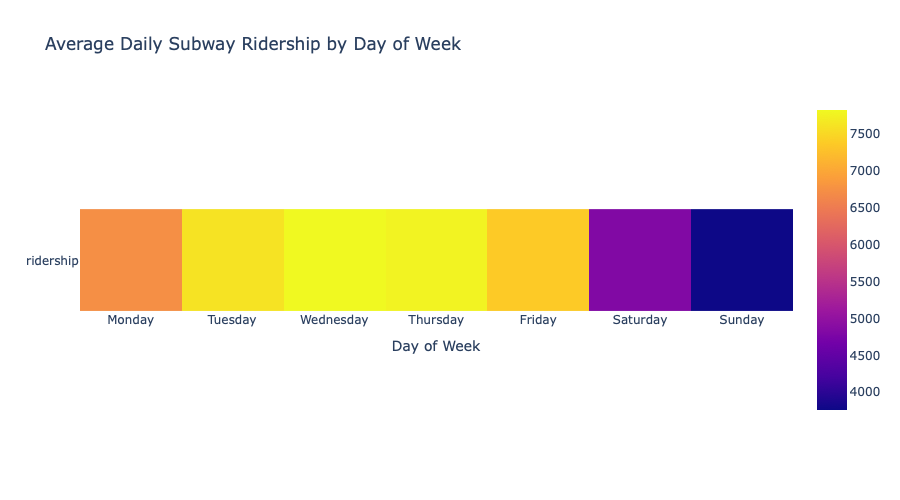 Average Daily Subway Ridership by Day of Week
7500
7000
6500
6000
5500
5000
4500
4000
ridership
Monday Tuesday Wednesday Thursday Friday Saturday Sunday
Day of Week